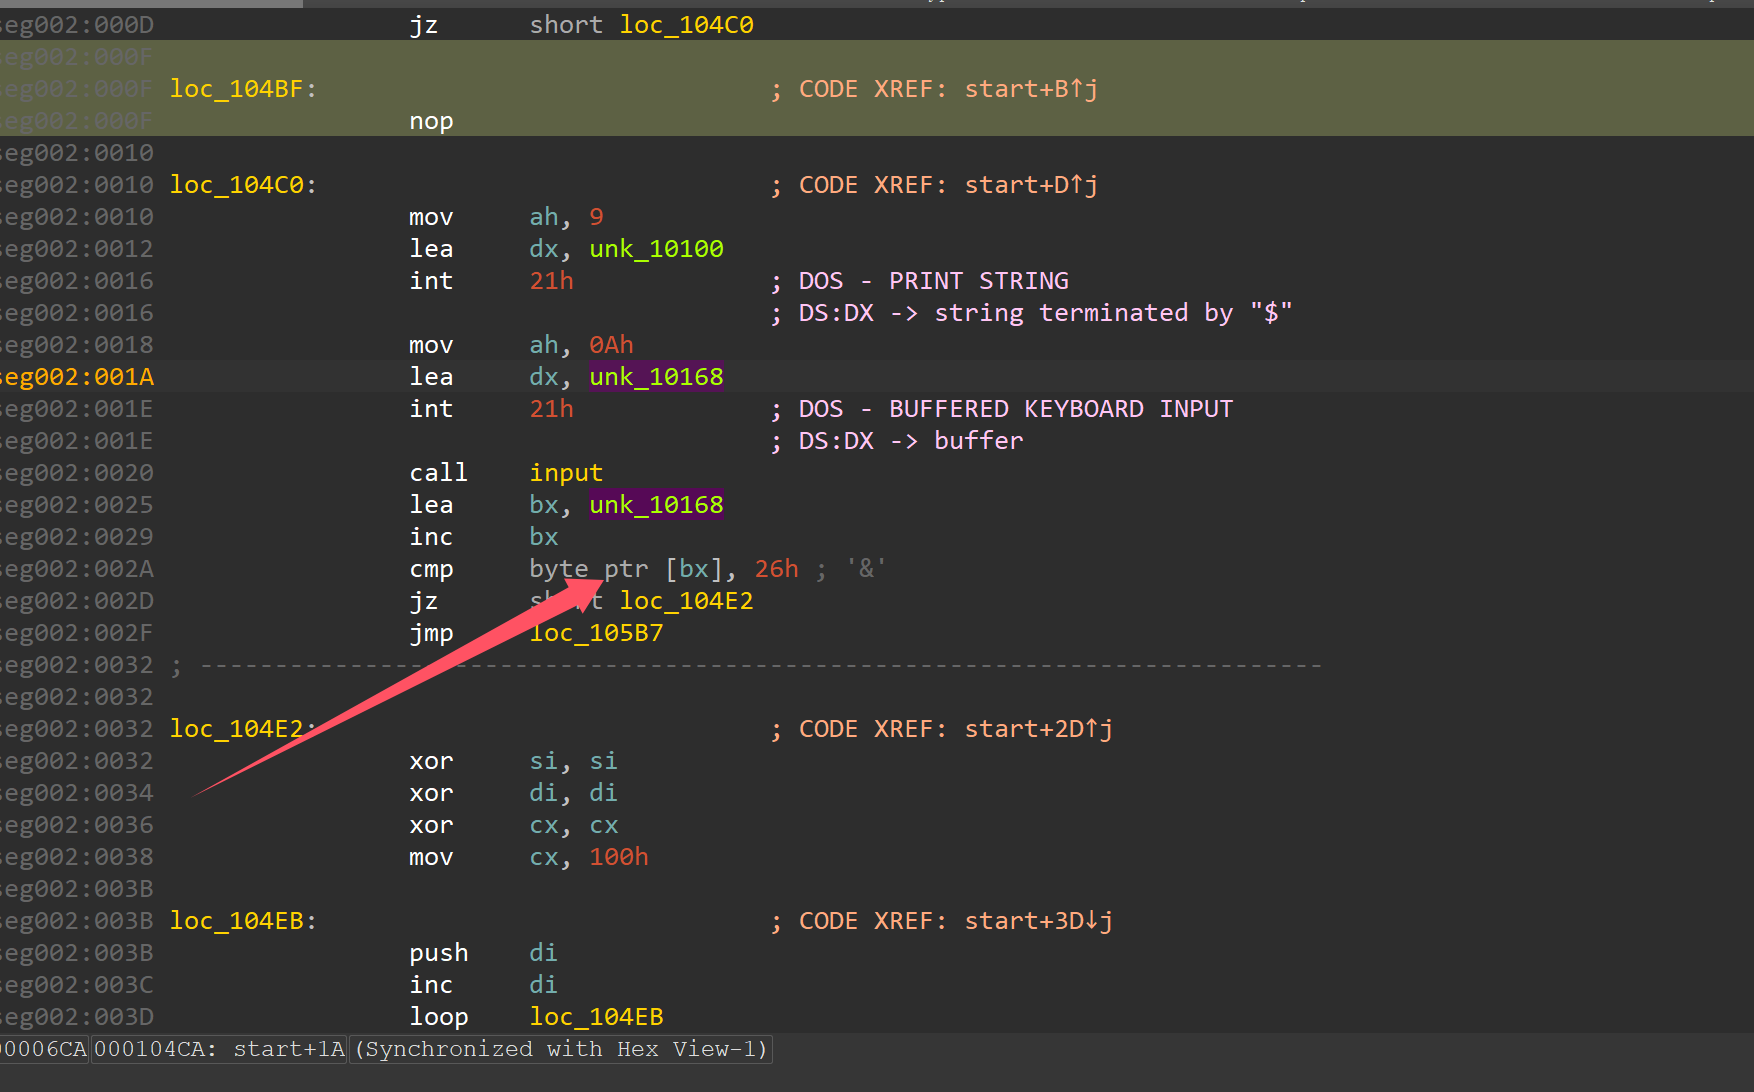 seg002:000D jz short loc_104C0
seg002:000F
seg002:000F loc_104BF: ; CODE XREF: start+B↑j
seg002:000F nop
seg002:0010
seg002:0010 loc_104C0: ; CODE XREF: start+D↑j
seg002:0010 mov ah, 9
seg002:0012 lea dx, unk_10100
seg002:0016 int 21h ; DOS - PRINT STRING
seg002:0016 ; DS:DX -> string terminated by "$"
seg002:0018 mov ah, 0Ah
seg002:001A lea dx, unk_10168
seg002:001E int 21h ; DOS - BUFFERED KEYBOARD INPUT
seg002:001E ; DS:DX -> buffer
seg002:0020 call input
seg002:0025 lea bx, unk_10168
seg002:0029 inc bx
seg002:002A cmp byte ptr [bx], 26h ; '&'
seg002:002D jz short loc_104E2
seg002:002F jmp loc_105B7
seg002:0032 ; ---------------------------------------------------------------------------
seg002:0032
seg002:0032 loc_104E2: ; CODE XREF: start+2D↑j
seg002:0032 xor si, si
seg002:0034 xor di, di
seg002:0036 xor cx, cx
seg002:0038 mov cx, 100h
seg002:003B
seg002:003B loc_104EB: ; CODE XREF: start+3D↓j
seg002:003B push di
seg002:003C inc di
seg002:003D loop loc_104EB
00006CA 000104CA: start+1A (Synchronized with Hex View-1)